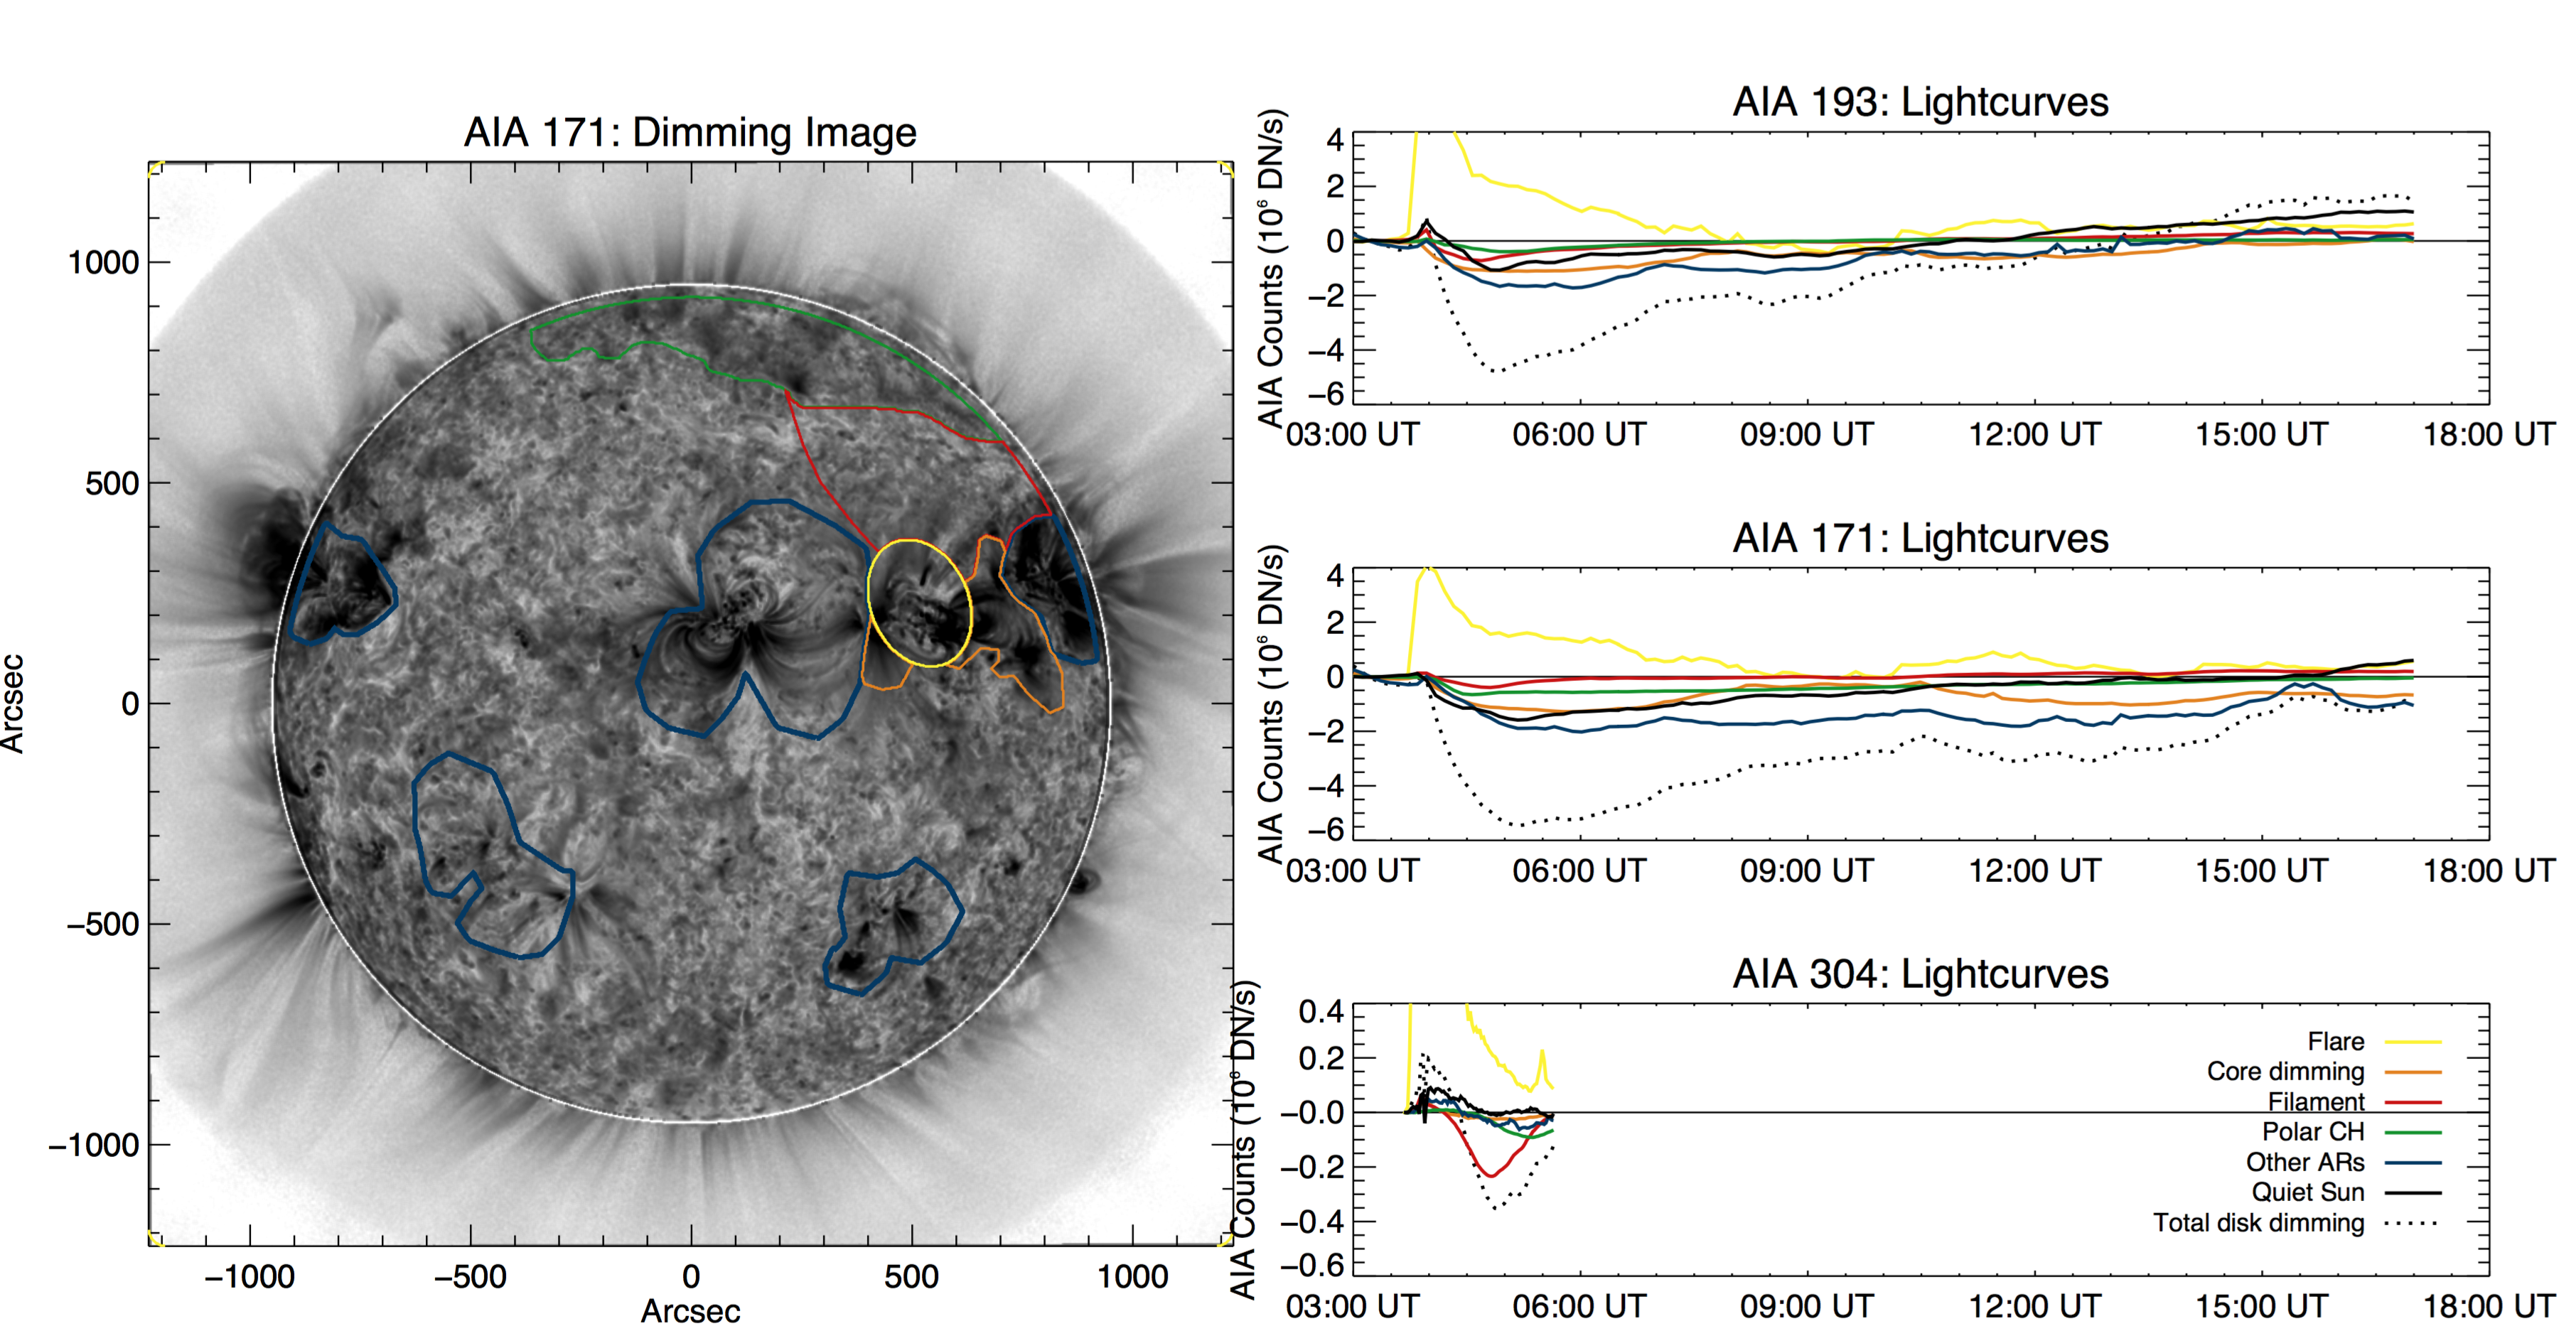 AIA 171: Dimming Image
1000
500
0
−500
−1000
Arcsec
−1000 −500 0 500 1000
Arcsec
AIA 193: Lightcurves
AIA Counts (10⁶ DN/s)
4
2
0
−2
−4
−6
03:00 UT 06:00 UT 09:00 UT 12:00 UT 15:00 UT 18:00 UT
AIA 171: Lightcurves
AIA Counts (10⁶ DN/s)
4
2
0
−2
−4
−6
03:00 UT 06:00 UT 09:00 UT 12:00 UT 15:00 UT 18:00 UT
AIA 304: Lightcurves
AIA Counts (10⁶ DN/s)
0.4
0.2
−0.0
−0.2
−0.4
−0.6
Flare
Core dimming
Filament
Polar CH
Other ARs
Quiet Sun
Total disk dimming
03:00 UT 06:00 UT 09:00 UT 12:00 UT 15:00 UT 18:00 UT